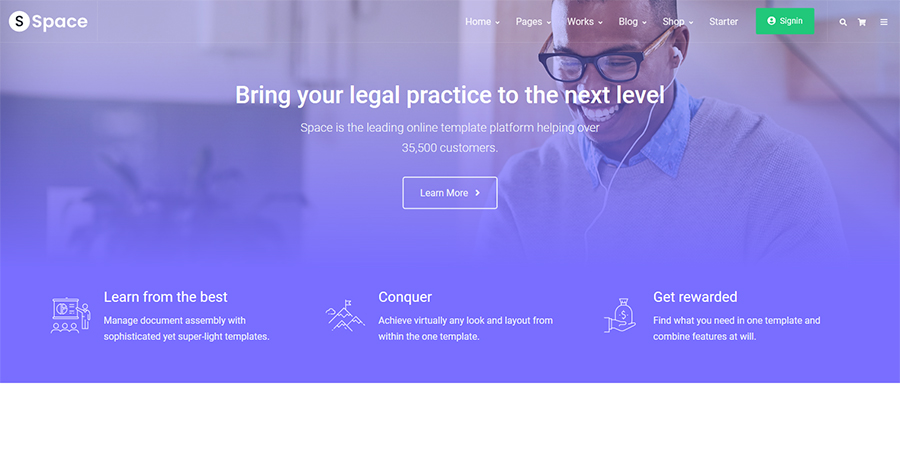 S Space
Home Pages Works Blog Shop Starter Signin
Bring your legal practice to the next level
Space is the leading online template platform helping over
35,500 customers.
Learn More
Learn from the best
Manage document assembly with
sophisticated yet super-light templates.
Conquer
Achieve virtually any look and layout from
within the one template.
Get rewarded
Find what you need in one template and
combine features at will.